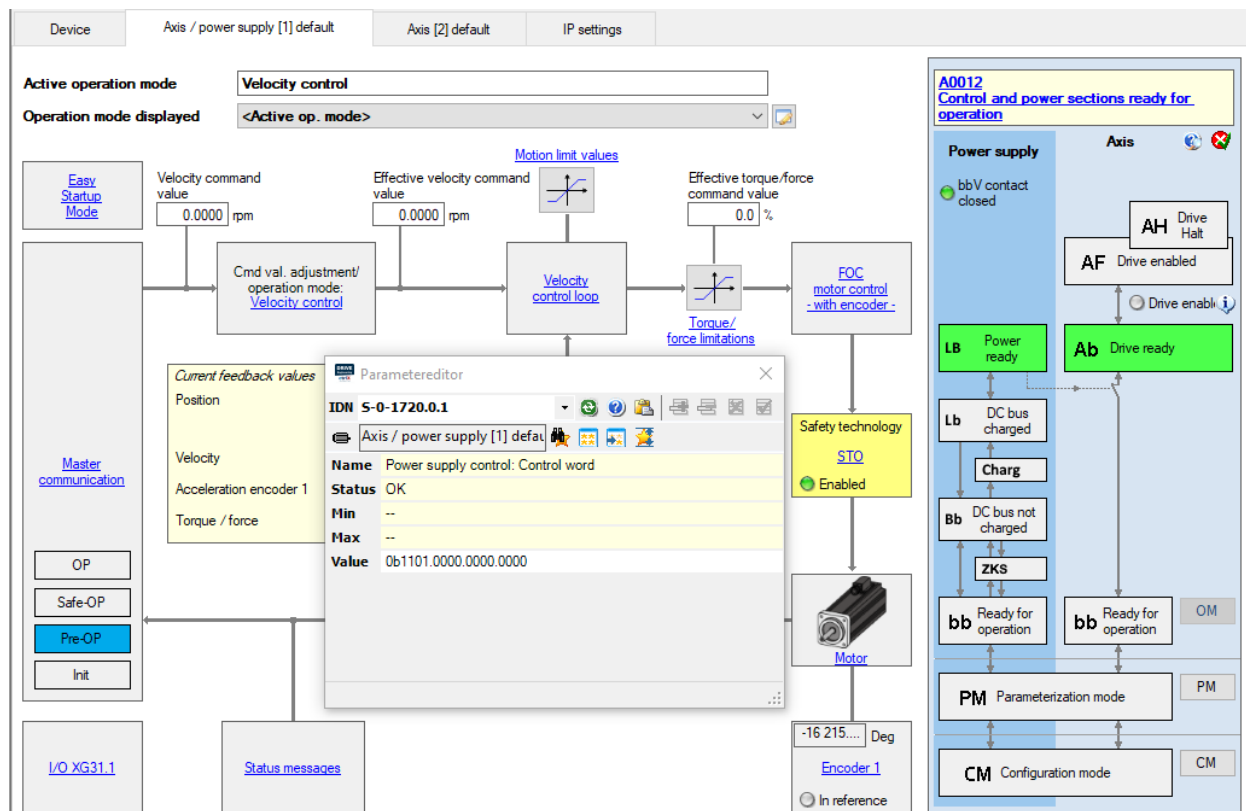 Device
Axis / power supply [1] default
Axis [2] default
IP settings
Active operation mode
Velocity control
Operation mode displayed
<Active op. mode>
Easy
Startup
Mode
Velocity command
value
0.0000 rpm
Effective velocity command
value
0.0000 rpm
Motion limit values
Effective torque/force
command value
0.0 %
Cmd val. adjustment/
operation mode:
Velocity control
Velocity
control loop
Torque/
force limitations
FOC
motor control
- with encoder -
Current feedback values
Position
Velocity
Acceleration encoder 1
Torque / force
Master
communication
OP
Safe-OP
Pre-OP
Init
Parametereditor
IDN S-0-1720.0.1
Axis / power supply [1] defau
Name Power supply control: Control word
Status OK
Min --
Max --
Value 0b1101.0000.0000.0000
Safety technology
STO
Enabled
Motor
-16 215.... Deg
Encoder 1
In reference
I/O XG31.1
Status messages
A0012
Control and power sections ready for
operation
Power supply
Axis
bbV contact
closed
AH Drive
Halt
AF Drive enabled
Drive enabl
LB Power
ready
Ab Drive ready
Lb DC bus
charged
Charg
Bb DC bus not
charged
ZKS
bb Ready for
operation
bb Ready for
operation
OM
PM Parameterization mode
PM
CM Configuration mode
CM